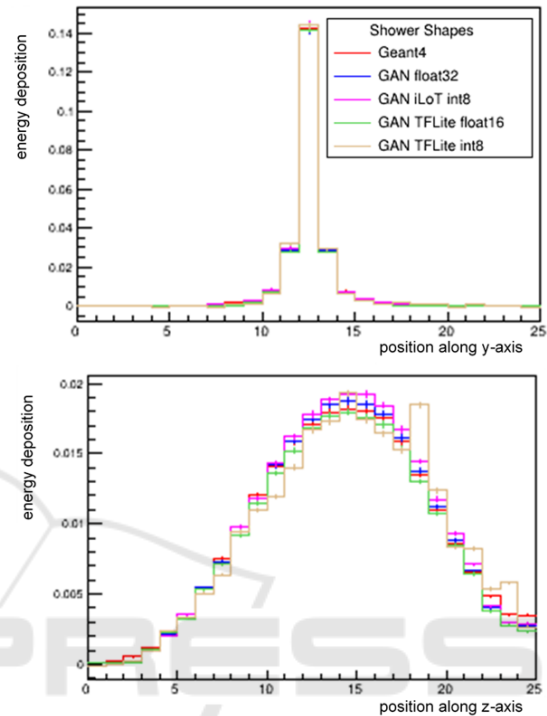 energy deposition
0.14
0.12
0.1
0.08
0.06
0.04
0.02
0
Shower Shapes
Geant4
GAN float32
GAN iLoT int8
GAN TFLite float16
GAN TFLite int8
0 5 10 15 20 25
position along y-axis
energy deposition
0.02
0.015
0.01
0.005
0
0 5 10 15 20 25
position along z-axis
PRESS